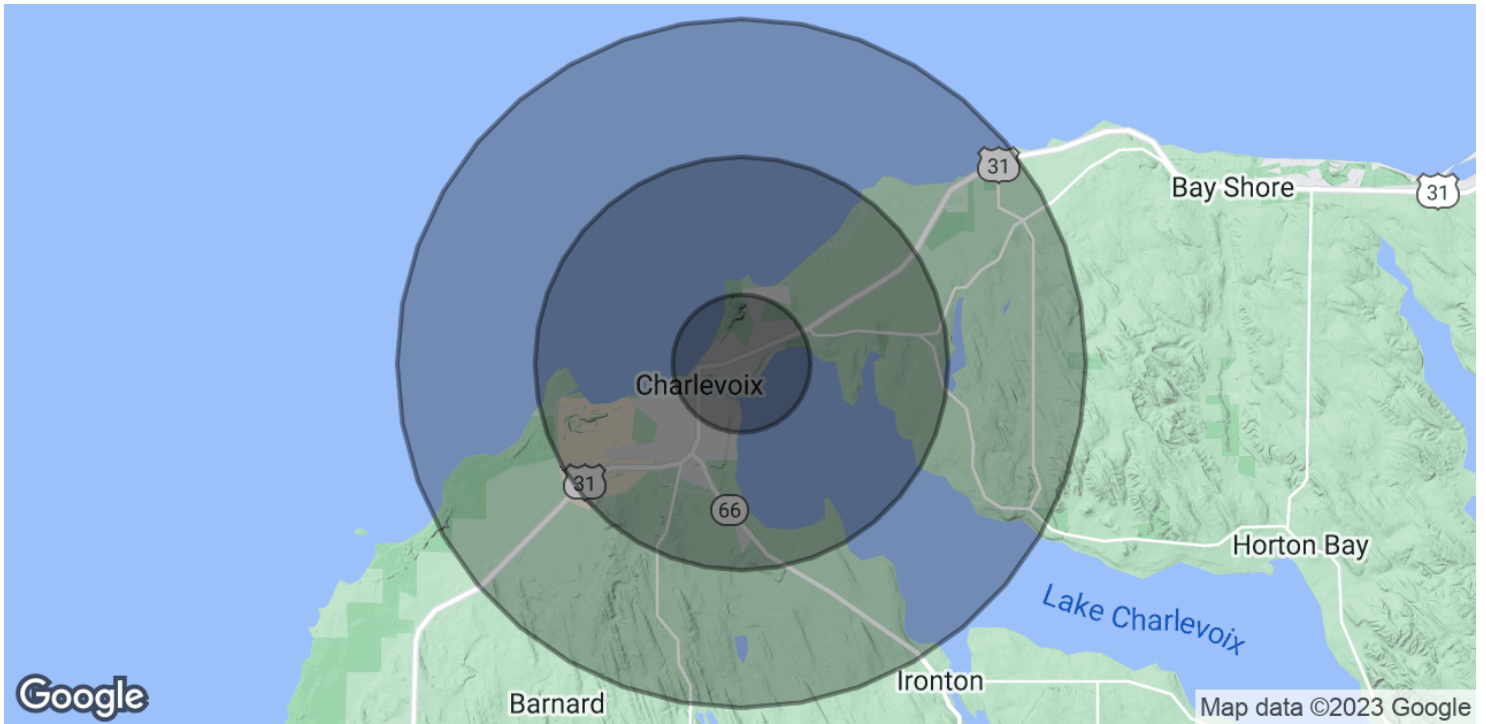 31
Bay Shore
31
Charlevoix
31
66
Horton Bay
Lake Charlevoix
Ironton
Barnard
Google
Map data ©2023 Google